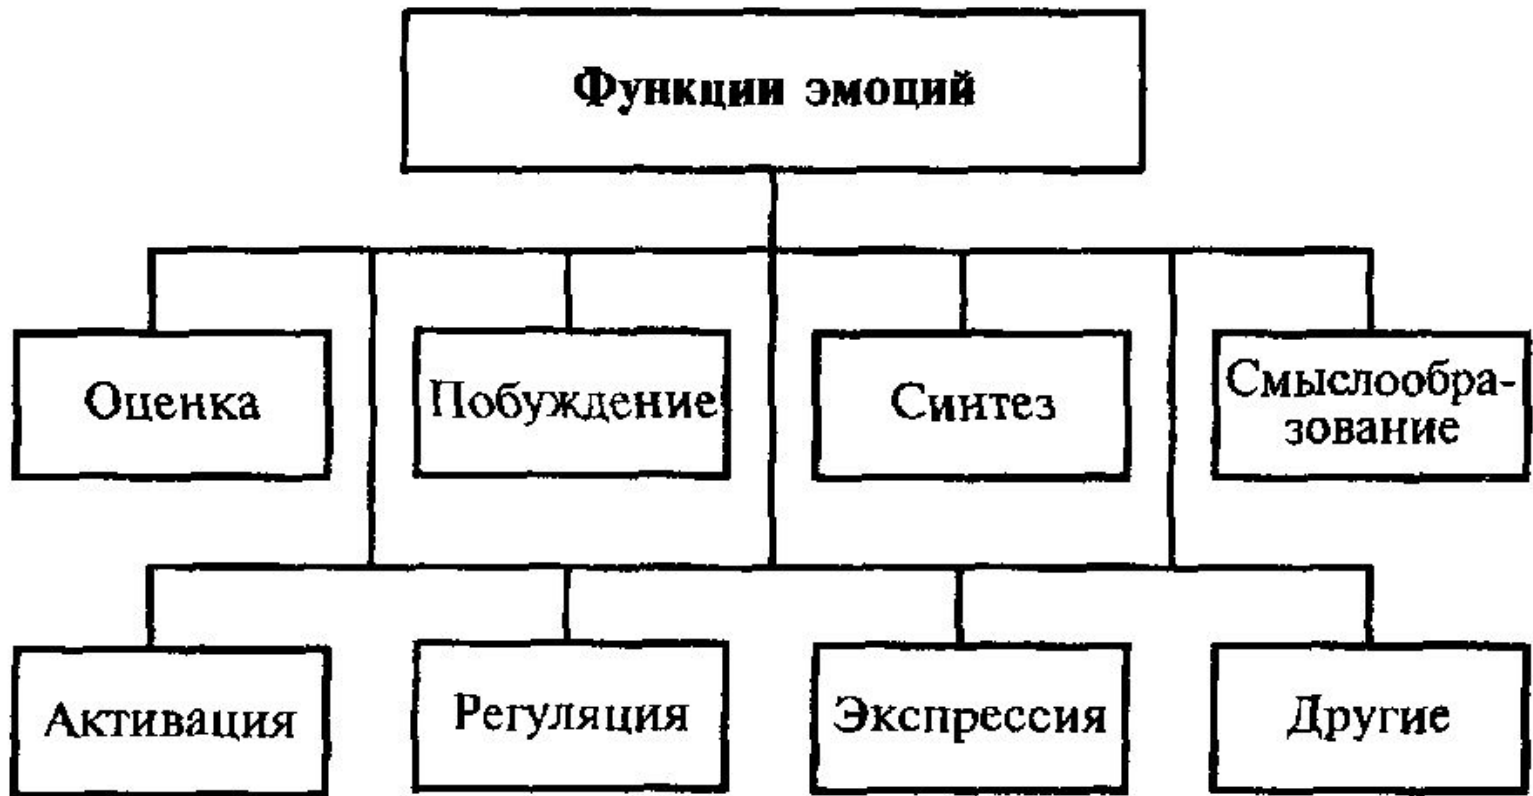 Функции эмоций
Оценка
Побуждение
Синтез
Смыслообра-
зование
Активация
Регуляция
Экспрессия
Другие